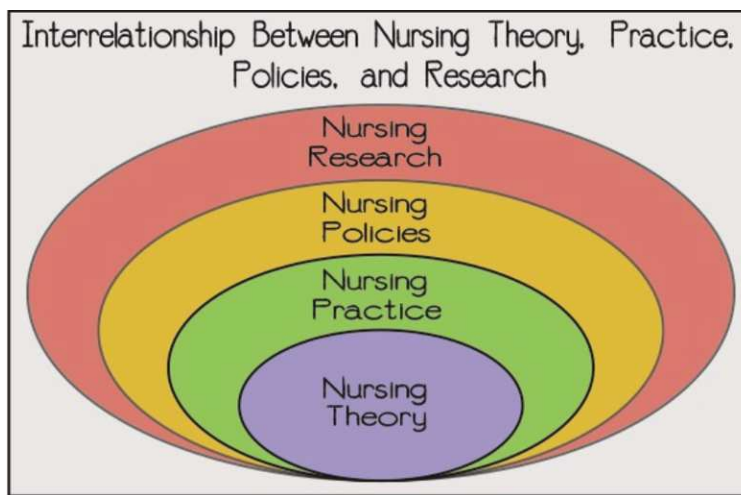 Interrelationship Between Nursing Theory, Practice,
Policies, and Research
Nursing
Research
Nursing
Policies
Nursing
Practice
Nursing
Theory